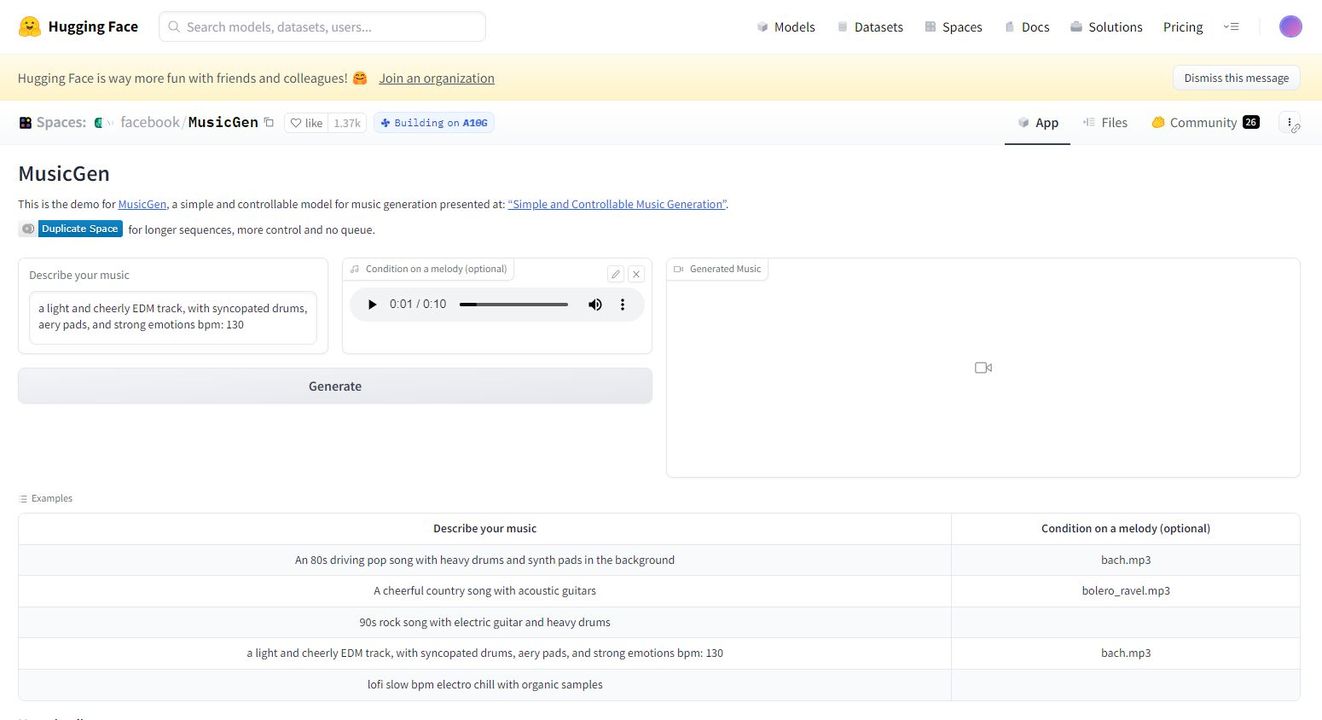 Hugging Face
Search models, datasets, users...
Models
Datasets
Spaces
Docs
Solutions
Pricing
Hugging Face is way more fun with friends and colleagues! 🤗 Join an organization
Dismiss this message
Spaces: facebook/MusicGen
like 1.37k
Building on A10G
App
Files
Community 26
MusicGen
This is the demo for MusicGen, a simple and controllable model for music generation presented at: “Simple and Controllable Music Generation”.
Duplicate Space for longer sequences, more control and no queue.
Describe your music
a light and cheerly EDM track, with syncopated drums,
aery pads, and strong emotions bpm: 130
Condition on a melody (optional)
0:01 / 0:10
Generated Music
Generate
Examples
Describe your music Condition on a melody (optional)
An 80s driving pop song with heavy drums and synth pads in the background bach.mp3
A cheerful country song with acoustic guitars bolero_ravel.mp3
90s rock song with electric guitar and heavy drums
a light and cheerly EDM track, with syncopated drums, aery pads, and strong emotions bpm: 130 bach.mp3
lofi slow bpm electro chill with organic samples